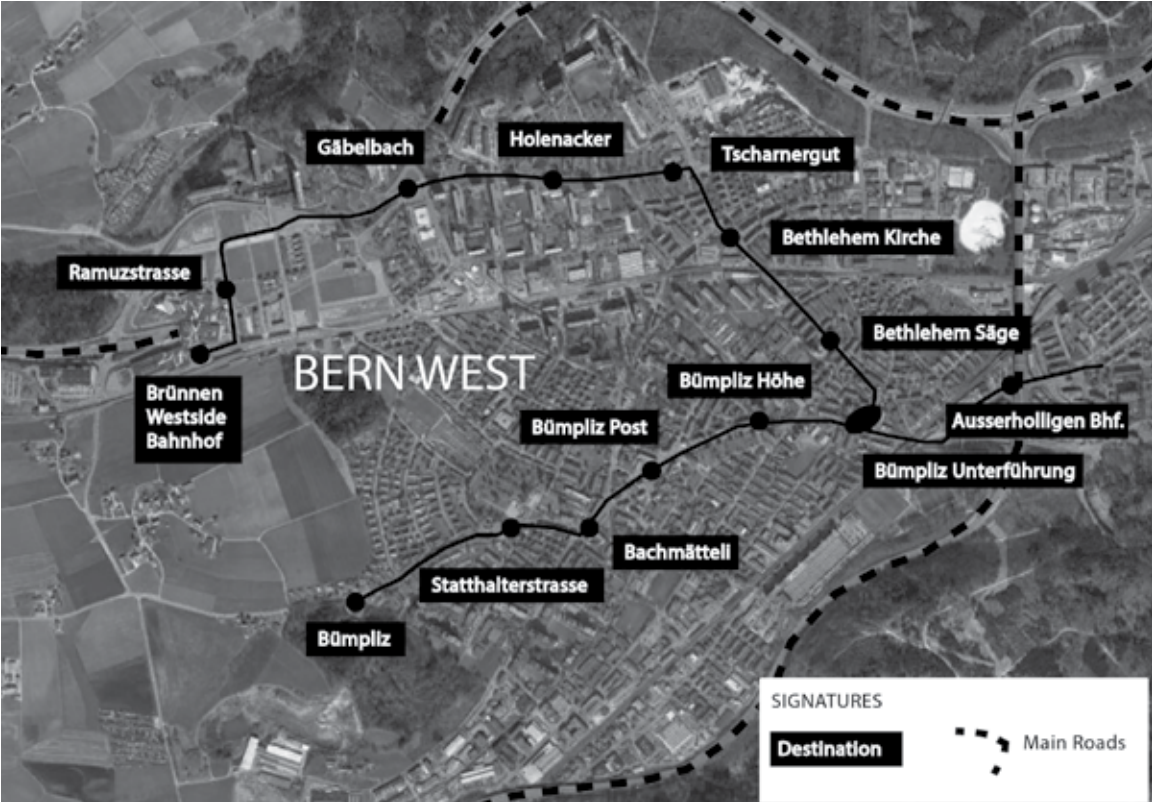 Gäbelbach
Holenacker
Tscharnergut
Bethlehem Kirche
Ramuzstrasse
Bethlehem Säge
BERN WEST
Bümpliz Höhe
Brünnen
Westside
Bahnhof
Bümpliz Post
Ausserholligen Bhf.
Bümpliz Unterführung
Bachmätteli
Statthalterstrasse
Bümpliz
SIGNATURES
Destination
Main Roads